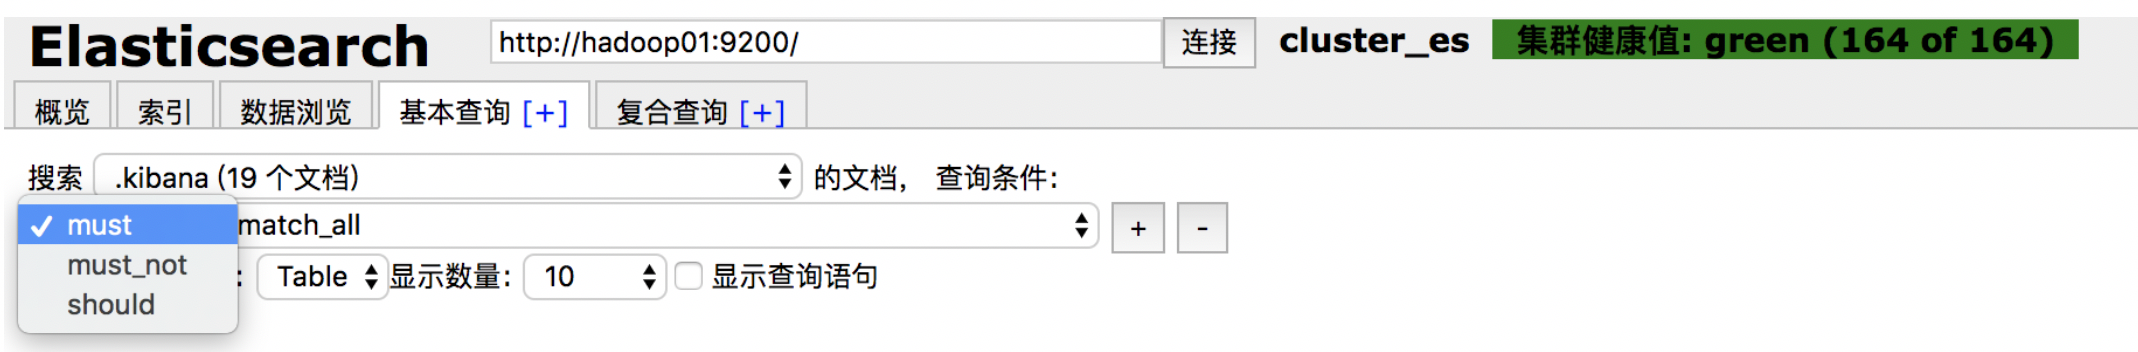 Elasticsearch http://hadoop01:9200/ 连接 cluster_es 集群健康值: green (164 of 164)
概览 索引 数据浏览 基本查询 [+] 复合查询 [+]
搜索 .kibana (19 个文档) 的文档， 查询条件:
✓ must match_all + -
must_not : Table 显示数量: 10 显示查询语句
should